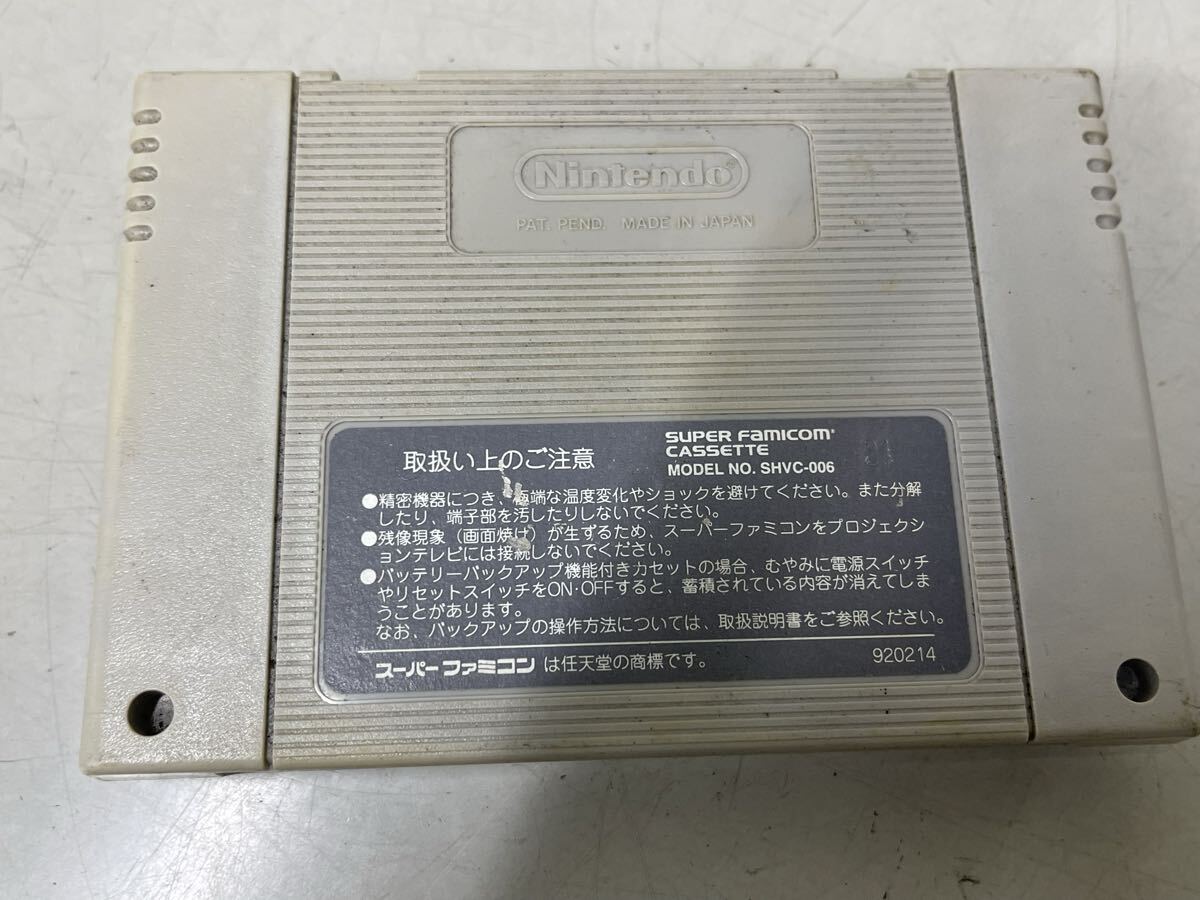 Nintendo®
PAT. PEND. MADE IN JAPAN
取扱い上のご注意
SUPER FAMICOM®
CASSETTE
MODEL NO. SHVC-006
●精密機器につき、極端な温度変化やショックを避けてください。また分解
したり、端子部を汚したりしないでください。
●残像現象（画面焼け）が生ずるため、スーパーファミコンをプロジェクシ
ョンテレビには接続しないでください。
●バッテリーバックアップ機能付きカセットの場合、むやみに電源スイッチ
やリセットスイッチをON・OFFすると、蓄積されている内容が消えてしま
うことがあります。
なお、バックアップの操作方法については、取扱説明書をご参照ください。
スーパーファミコンは任天堂の商標です。
920214